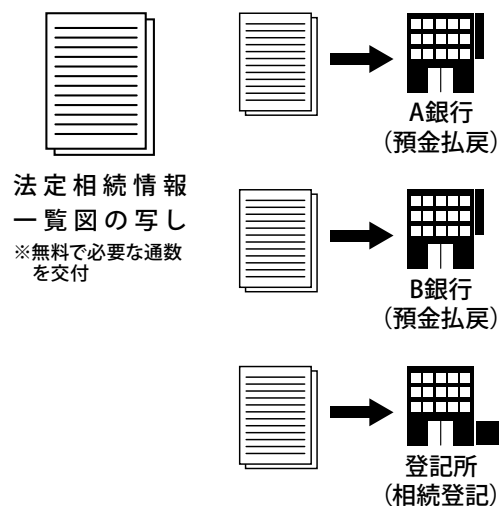 法定相続情報
一覧図の写し
※無料で必要な通数
を交付
A銀行
(預金払戻)
B銀行
(預金払戻)
登記所
(相続登記)